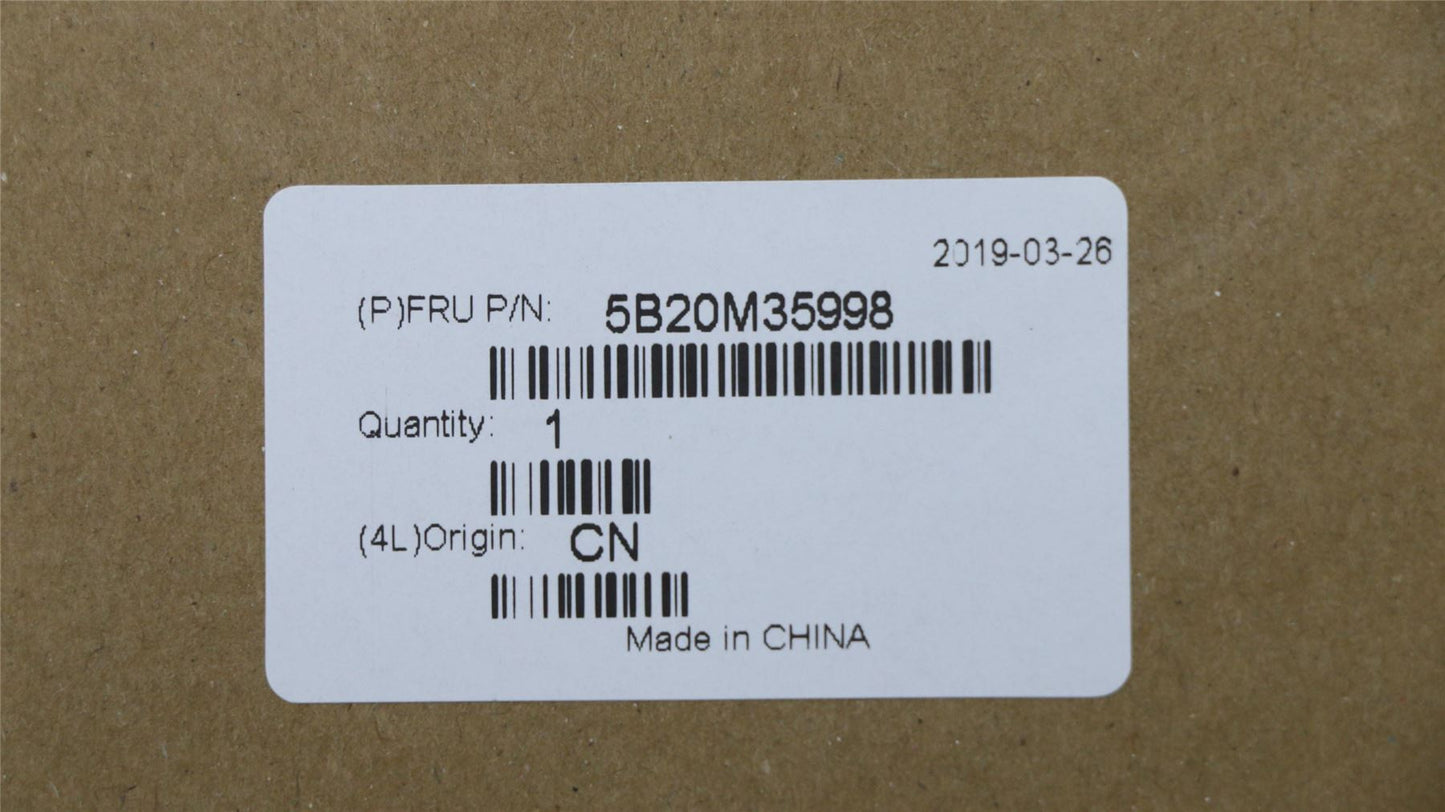 2019-03-26
(P)FRU P/N: 5B20M35998
Quantity: 1
(4L)Origin: CN
Made in CHINA